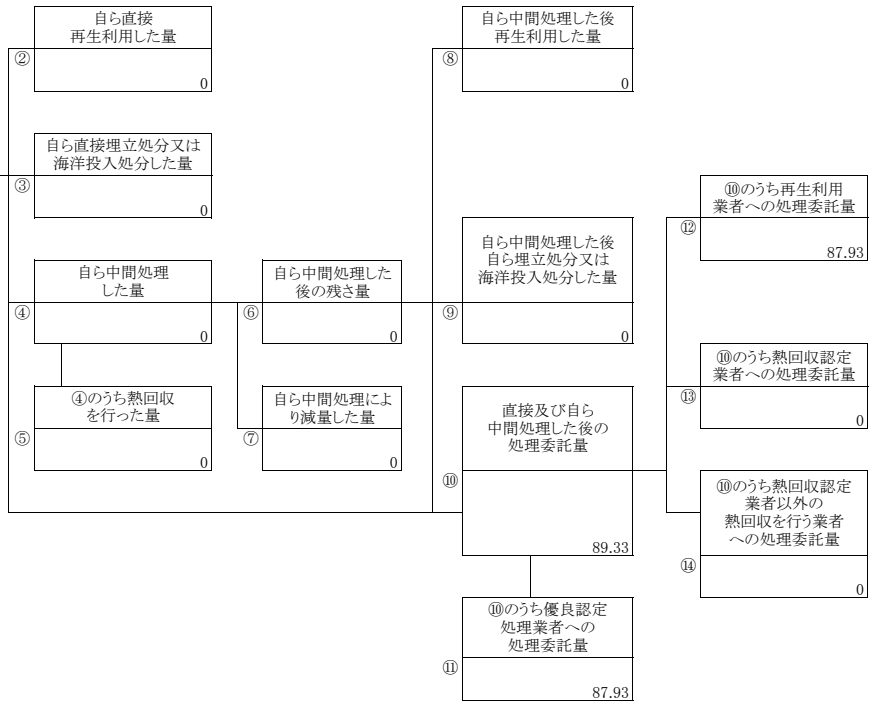 自ら直接
再生利用した量
②
0
自ら直接埋立処分又は
海洋投入処分した量
③
0
自ら中間処理
した量
④
0
④のうち熱回収
を行った量
⑤
0
自ら中間処理した
後の残さ量
⑥
0
自ら中間処理によ
り減量した量
⑦
0
自ら中間処理した後
再生利用した量
⑧
0
自ら中間処理した後
自ら埋立処分又は
海洋投入処分した量
⑨
0
直接及び自ら
中間処理した後の
処理委託量
⑩
89.33
⑩のうち優良認定
処理業者への
処理委託量
⑪
87.93
⑩のうち再生利用
業者への処理委託量
⑫
87.93
⑩のうち熱回収認定
業者への処理委託量
⑬
0
⑩のうち熱回収認定
業者以外の
熱回収を行う業者
への処理委託量
⑭
0